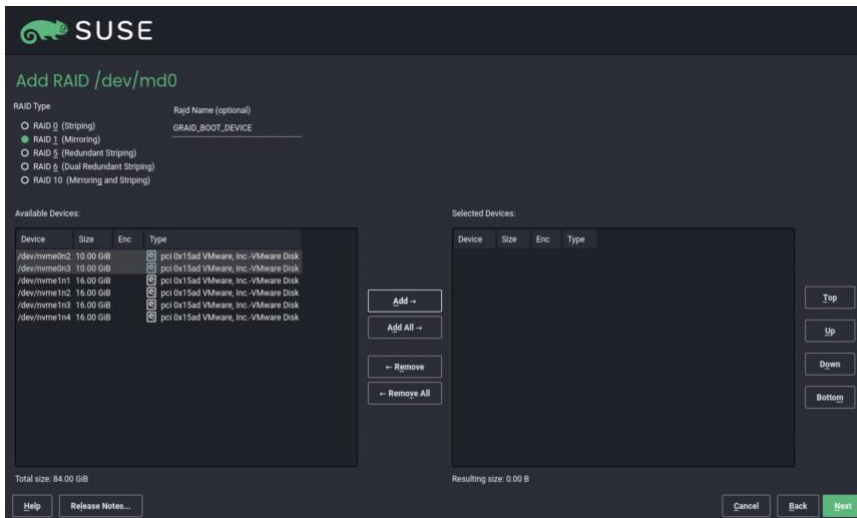 SUSE
Add RAID /dev/md0
RAID Type
Raid Name (optional)
RAID 0 (Striping)
GRAID_BOOT_DEVICE
RAID 1 (Mirroring)
RAID 5 (Redundant Striping)
RAID 6 (Dual Redundant Striping)
RAID 10 (Mirroring and Striping)
Available Devices:
Device Size Enc Type
/dev/nvme0n2 10.00 GiB pci 0x15ad VMware, Inc.-VMware Disk
/dev/nvme0n3 10.00 GiB pci 0x15ad VMware, Inc.-VMware Disk
/dev/nvme1n1 16.00 GiB pci 0x15ad VMware, Inc.-VMware Disk
/dev/nvme1n2 16.00 GiB pci 0x15ad VMware, Inc.-VMware Disk
/dev/nvme1n3 16.00 GiB pci 0x15ad VMware, Inc.-VMware Disk
/dev/nvme1n4 16.00 GiB pci 0x15ad VMware, Inc.-VMware Disk
Total size: 84.00 GiB
Add →
Add All →
← Remove
← Remove All
Selected Devices:
Device Size Enc Type
Resulting size: 0.00 B
Top
Up
Down
Bottom
Help
Release Notes...
Cancel
Back
Next